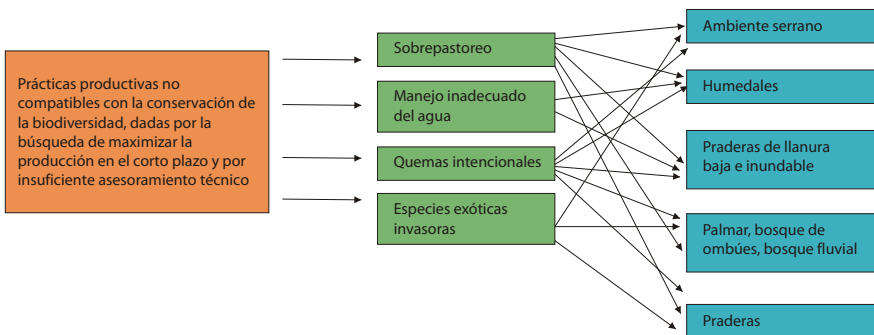 Prácticas productivas no
compatibles con la conservación de
la biodiversidad, dadas por la
búsqueda de maximizar la
producción en el corto plazo y por
insuficiente asesoramiento técnico
Sobrepastoreo
Manejo inadecuado
del agua
Quemas intencionales
Especies exóticas
invasoras
Ambiente serrano
Humedales
Praderas de llanura
baja e inundable
Palmar, bosque de
ombúes, bosque fluvial
Praderas